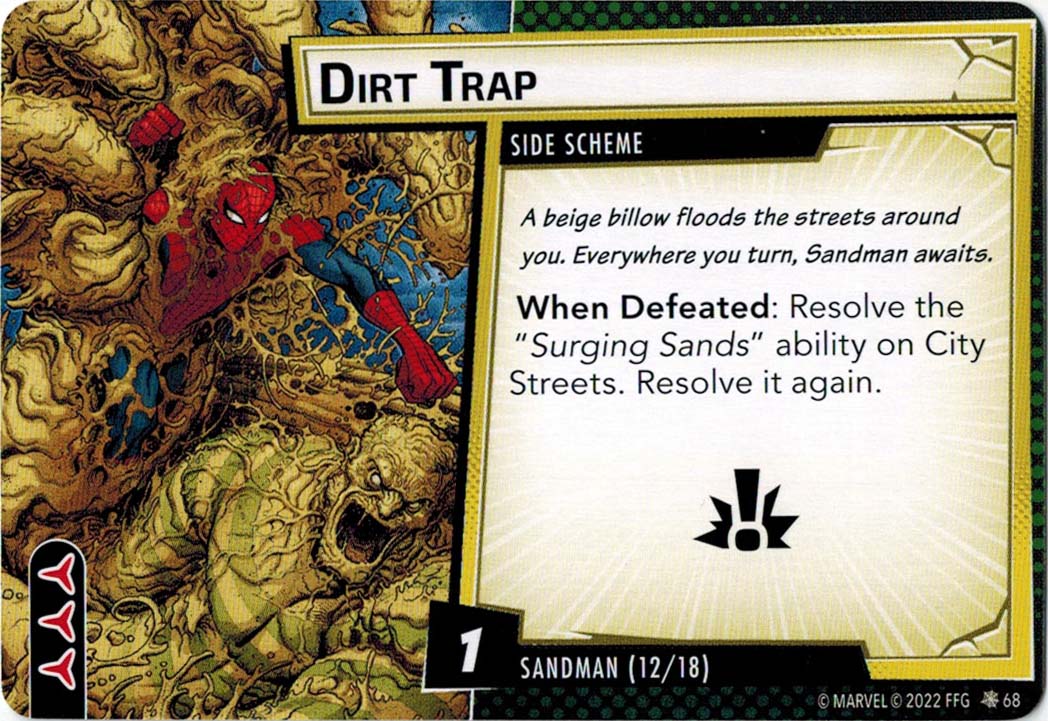 DIRT TRAP
SIDE SCHEME
A beige billow floods the streets around
you. Everywhere you turn, Sandman awaits.
When Defeated: Resolve the
"Surging Sands" ability on City
Streets. Resolve it again.
1
SANDMAN (12/18)
© MARVEL © 2022 FFG 68